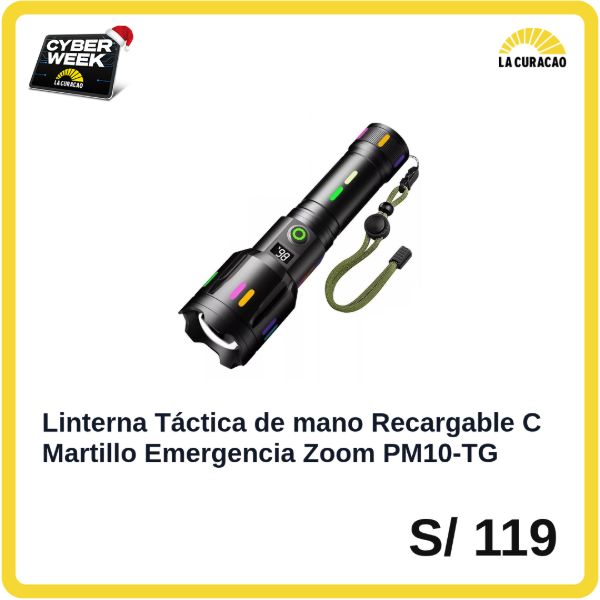 CYBER
WEEK
LA CURACAO
LA CURACAO
Linterna Táctica de mano Recargable C
Martillo Emergencia Zoom PM10-TG
S/ 119